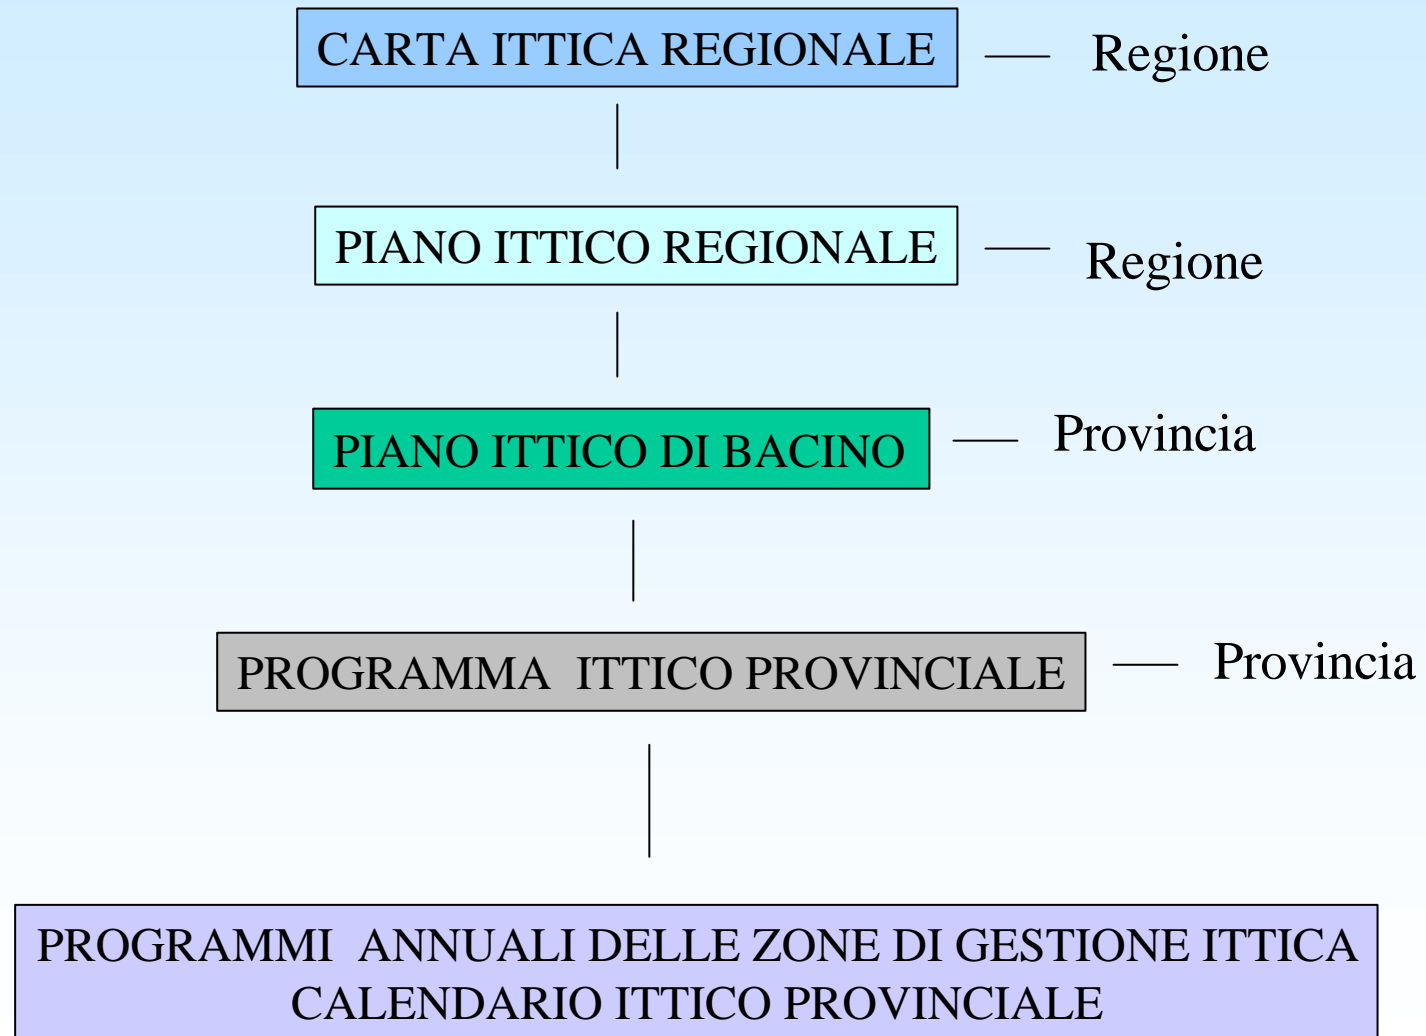 CARTA ITTICA REGIONALE
Regione
PIANO ITTICO REGIONALE
Regione
PIANO ITTICO DI BACINO
Provincia
PROGRAMMA ITTICO PROVINCIALE
Provincia
PROGRAMMI ANNUALI DELLE ZONE DI GESTIONE ITTICA
CALENDARIO ITTICO PROVINCIALE